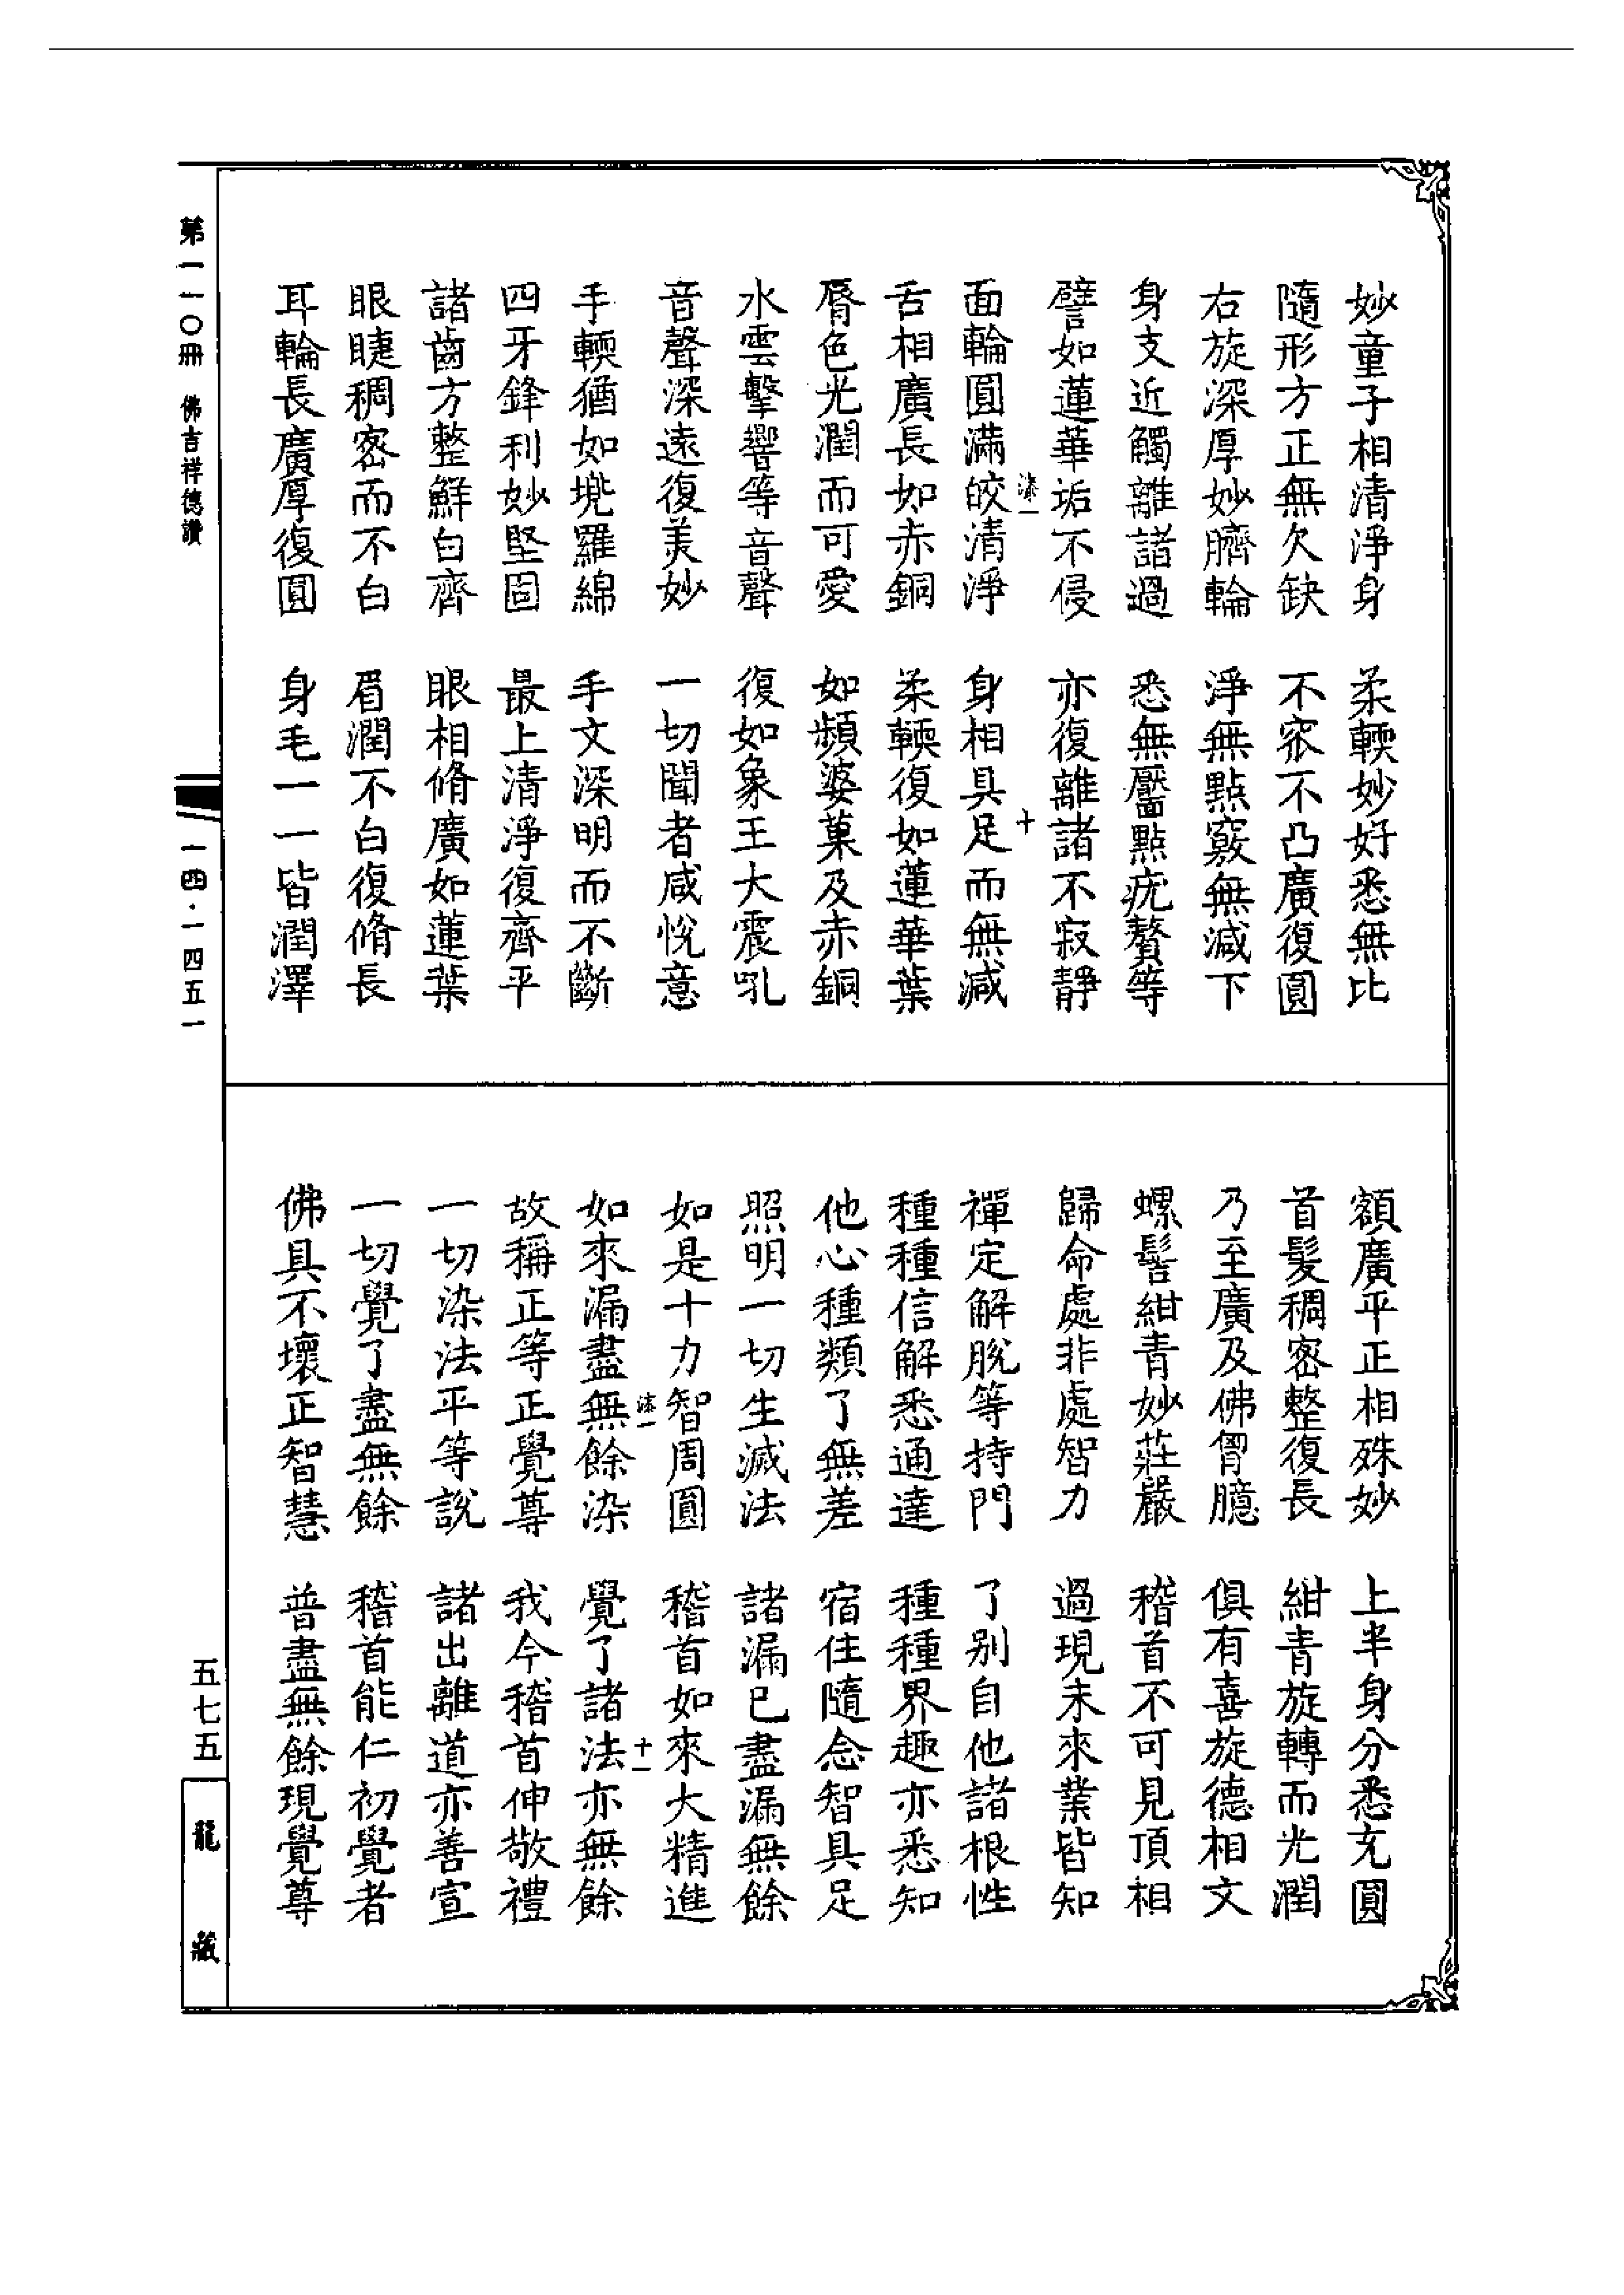 妙童子相清淨身　柔輭妙好悉無比
隨形方正無欠缺　不窊不凸廣復圓
右旋深厚妙臍輪　淨無點竅無減下
身支近觸離諸過　悉無黶點疣贅等
譬如蓮華垢不侵　亦復離諸不寂靜
漆一　十
面輪圓滿皎清淨　身相具足而無減
舌相廣長如赤銅　柔輭復如蓮華葉
脣色光潤而可愛　如頻婆菓及赤銅
水雲擊響等音聲　復如象王大震吼
音聲深遠復美妙　一切聞者咸悅意
手輭猶如兠羅綿　手文深明而不斷
四牙鋒利妙堅固　最上清淨復齊平
諸齒方整鮮白齊　眼相脩廣如蓮葉
眼睫稠密而不白　眉潤不白復脩長
耳輪長廣厚復圓　身毛一一皆潤澤
額廣平正相殊妙　上半身分悉充圓
首髮稠密整復長　紺青旋轉而光潤
乃至廣及佛胷臆　俱有喜旋德相文
螺髻紺青妙莊嚴　稽首不可見頂相
歸命處非處智力　過現未來業皆知
禪定解脫等持門　了別自他諸根性
種種信解悉通達　種種界趣亦悉知
他心種類了無差　宿住隨念智具足
照明一切生滅法　諸漏已盡漏無餘
如是十力智周圓　稽首如來大精進
漆一　十一
如來漏盡無餘染　覺了諸法亦無餘
故稱正等正覺尊　我今稽首伸敬禮
一切染法平等說　諸出離道亦善宣
一切覺了盡無餘　稽首能仁初覺者
佛具不壞正智慧　普盡無餘現覺尊
第一一〇冊　佛吉祥德讚
一四·一四五一
五七五
龍藏